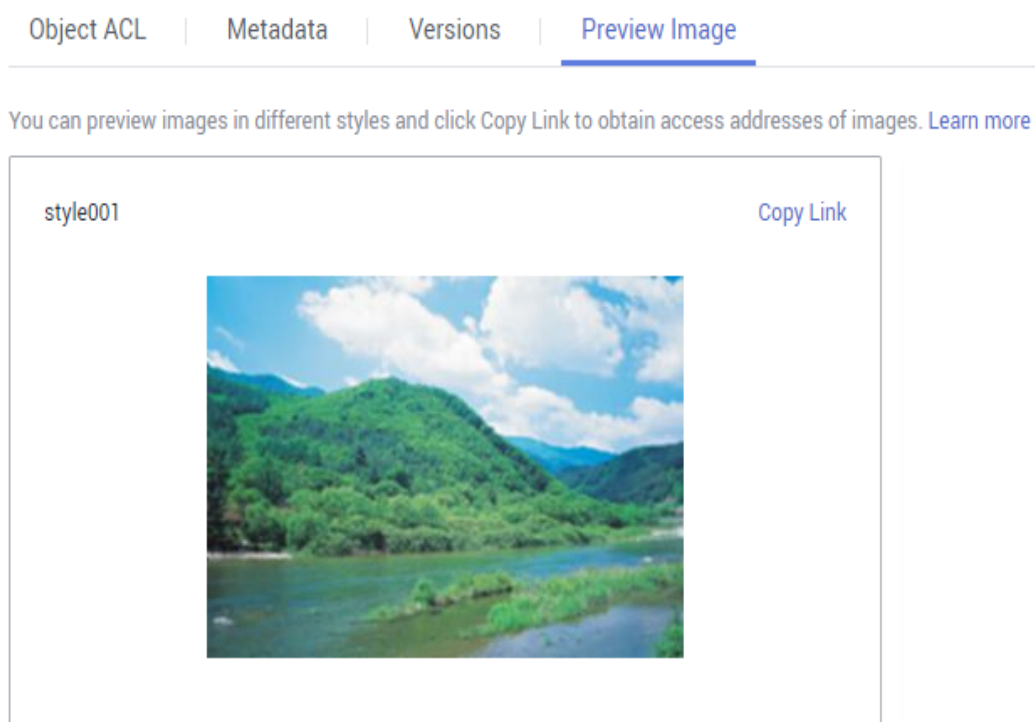 Object ACL Metadata Versions Preview Image
You can preview images in different styles and click Copy Link to obtain access addresses of images. Learn more
style001 Copy Link